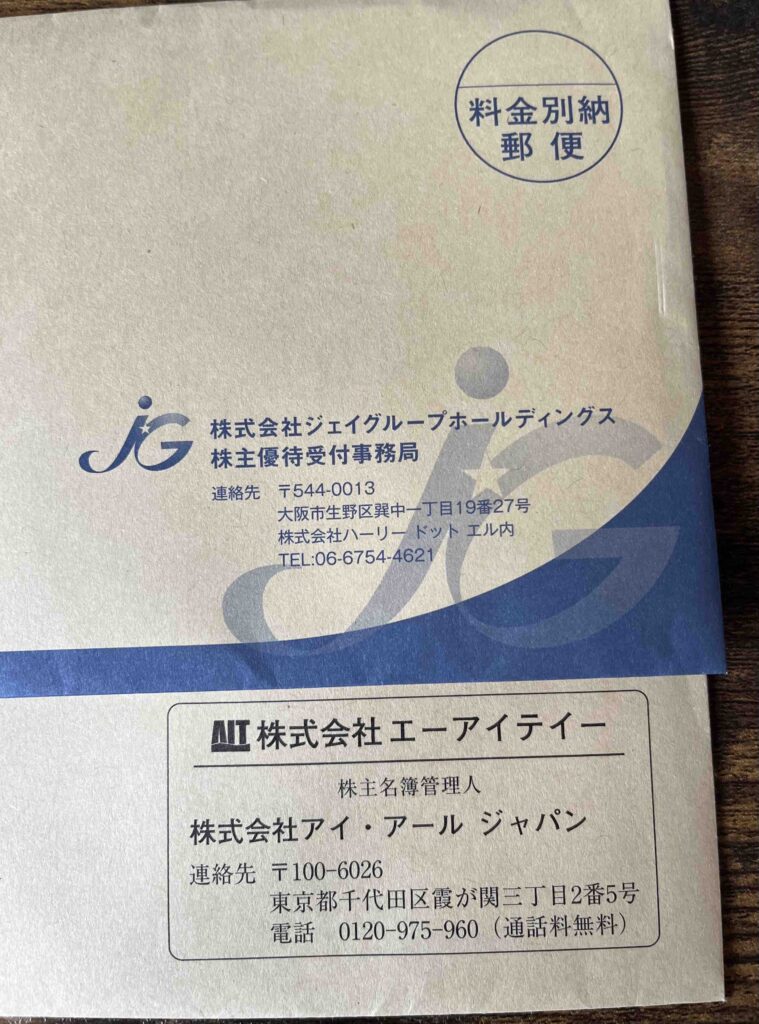 料金別納
郵便
JG 株式会社ジェイグループホールディングス
株主優待受付事務局
連絡先 〒544-0013
大阪市生野区巽中一丁目19番27号
株式会社ハーリー ドット エル内
TEL:06-6754-4621
AIT 株式会社エーアイテイー
株主名簿管理人
株式会社アイ・アール ジャパン
連絡先 〒100-6026
東京都千代田区霞が関三丁目2番5号
電話 0120-975-960（通話料無料）